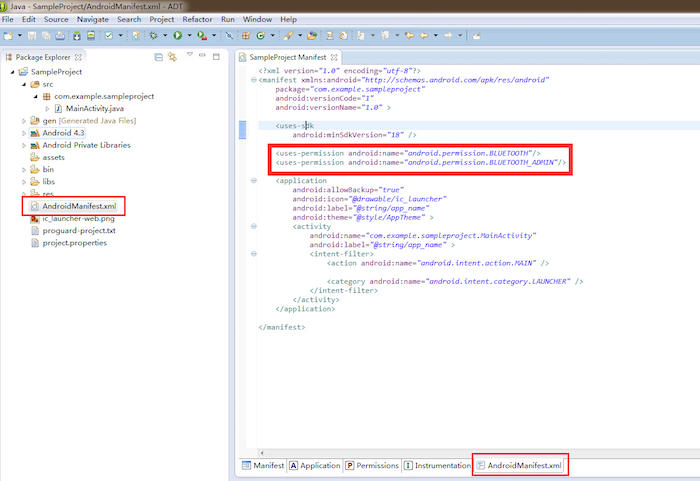 Java - SampleProject/AndroidManifest.xml - ADT
File Edit Source Navigate Search Project Refactor Run Window Help
Package Explorer
SampleProject
src
com.example.sampleproject
MainActivity.java
gen [Generated Java Files]
Android 4.3
Android Private Libraries
assets
bin
libs
res
AndroidManifest.xml
ic_launcher-web.png
proguard-project.txt
project.properties
SampleProject Manifest
<?xml version="1.0" encoding="utf-8"?>
<manifest xmlns:android="http://schemas.android.com/apk/res/android"
package="com.example.sampleproject"
android:versionCode="1"
android:versionName="1.0" >
<uses-sdk
android:minSdkVersion="18" />
<uses-permission android:name="android.permission.BLUETOOTH"/>
<uses-permission android:name="android.permission.BLUETOOTH_ADMIN"/>
<application
android:allowBackup="true"
android:icon="@drawable/ic_launcher"
android:label="@string/app_name"
android:theme="@style/AppTheme" >
<activity
android:name="com.example.sampleproject.MainActivity"
android:label="@string/app_name" >
<intent-filter>
<action android:name="android.intent.action.MAIN" />
<category android:name="android.intent.category.LAUNCHER" />
</intent-filter>
</activity>
</application>
</manifest>
Manifest A Application P Permissions I Instrumentation AndroidManifest.xml